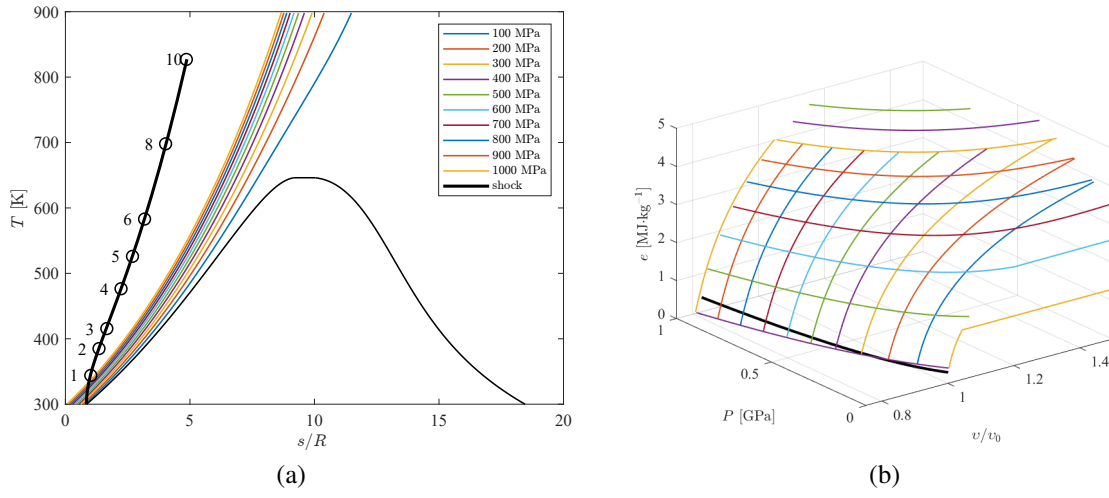 900
800
700
600
500
400
300
T [K]
0
5
10
15
20
s/R
10
8
6
5
4
3
2
1
100 MPa
200 MPa
300 MPa
400 MPa
500 MPa
600 MPa
700 MPa
800 MPa
900 MPa
1000 MPa
shock
(a)
5
4
3
2
1
0
e [MJ·kg⁻¹]
1
0.5
0
P [GPa]
0.8
1
1.2
1.4
υ/υ₀
(b)